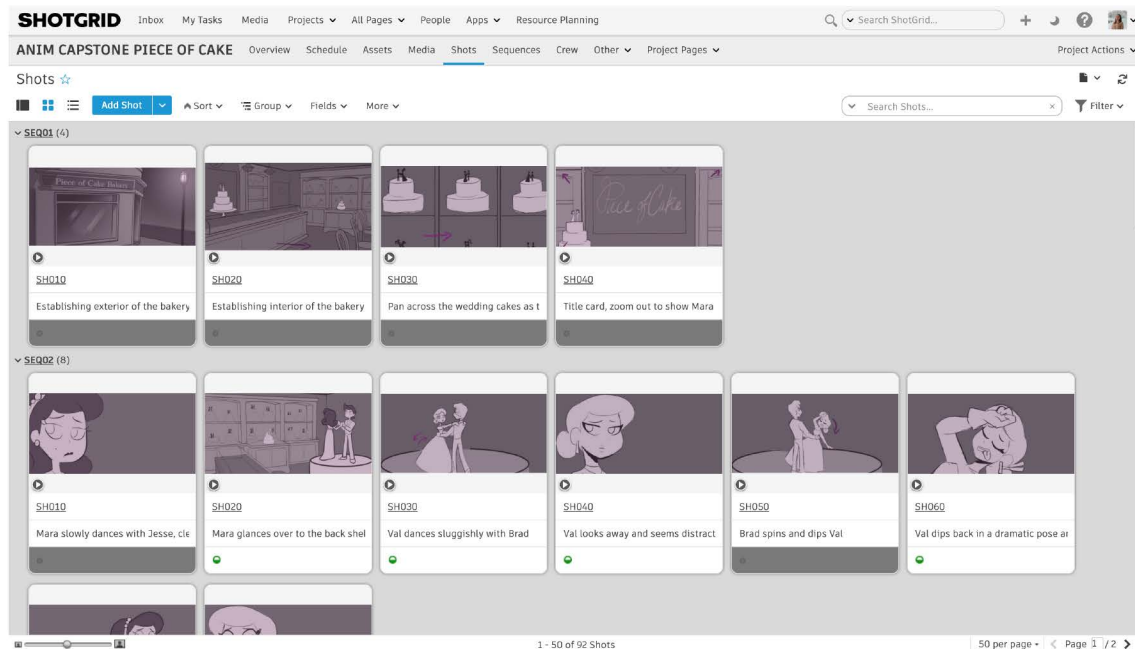 SHOTGRID Inbox My Tasks Media Projects All Pages People Apps Resource Planning Search ShotGrid...
ANIM CAPSTONE PIECE OF CAKE Overview Schedule Assets Media Shots Sequences Crew Other Project Pages Project Actions
Shots
Add Shot Sort Group Fields More Search Shots... Filter
SEQ01 (4)
Piece of Cake Bakery
Piece of Cake
SH010 SH020 SH030 SH040
Establishing exterior of the bakery Establishing interior of the bakery Pan across the wedding cakes as t Title card, zoom out to show Mara
SEQ02 (8)
SH010 SH020 SH030 SH040 SH050 SH060
Mara slowly dances with Jesse, cle Mara glances over to the back shel Val dances sluggishly with Brad Val looks away and seems distract Brad spins and dips Val Val dips back in a dramatic pose ar
1 - 50 of 92 Shots 50 per page Page 1 / 2